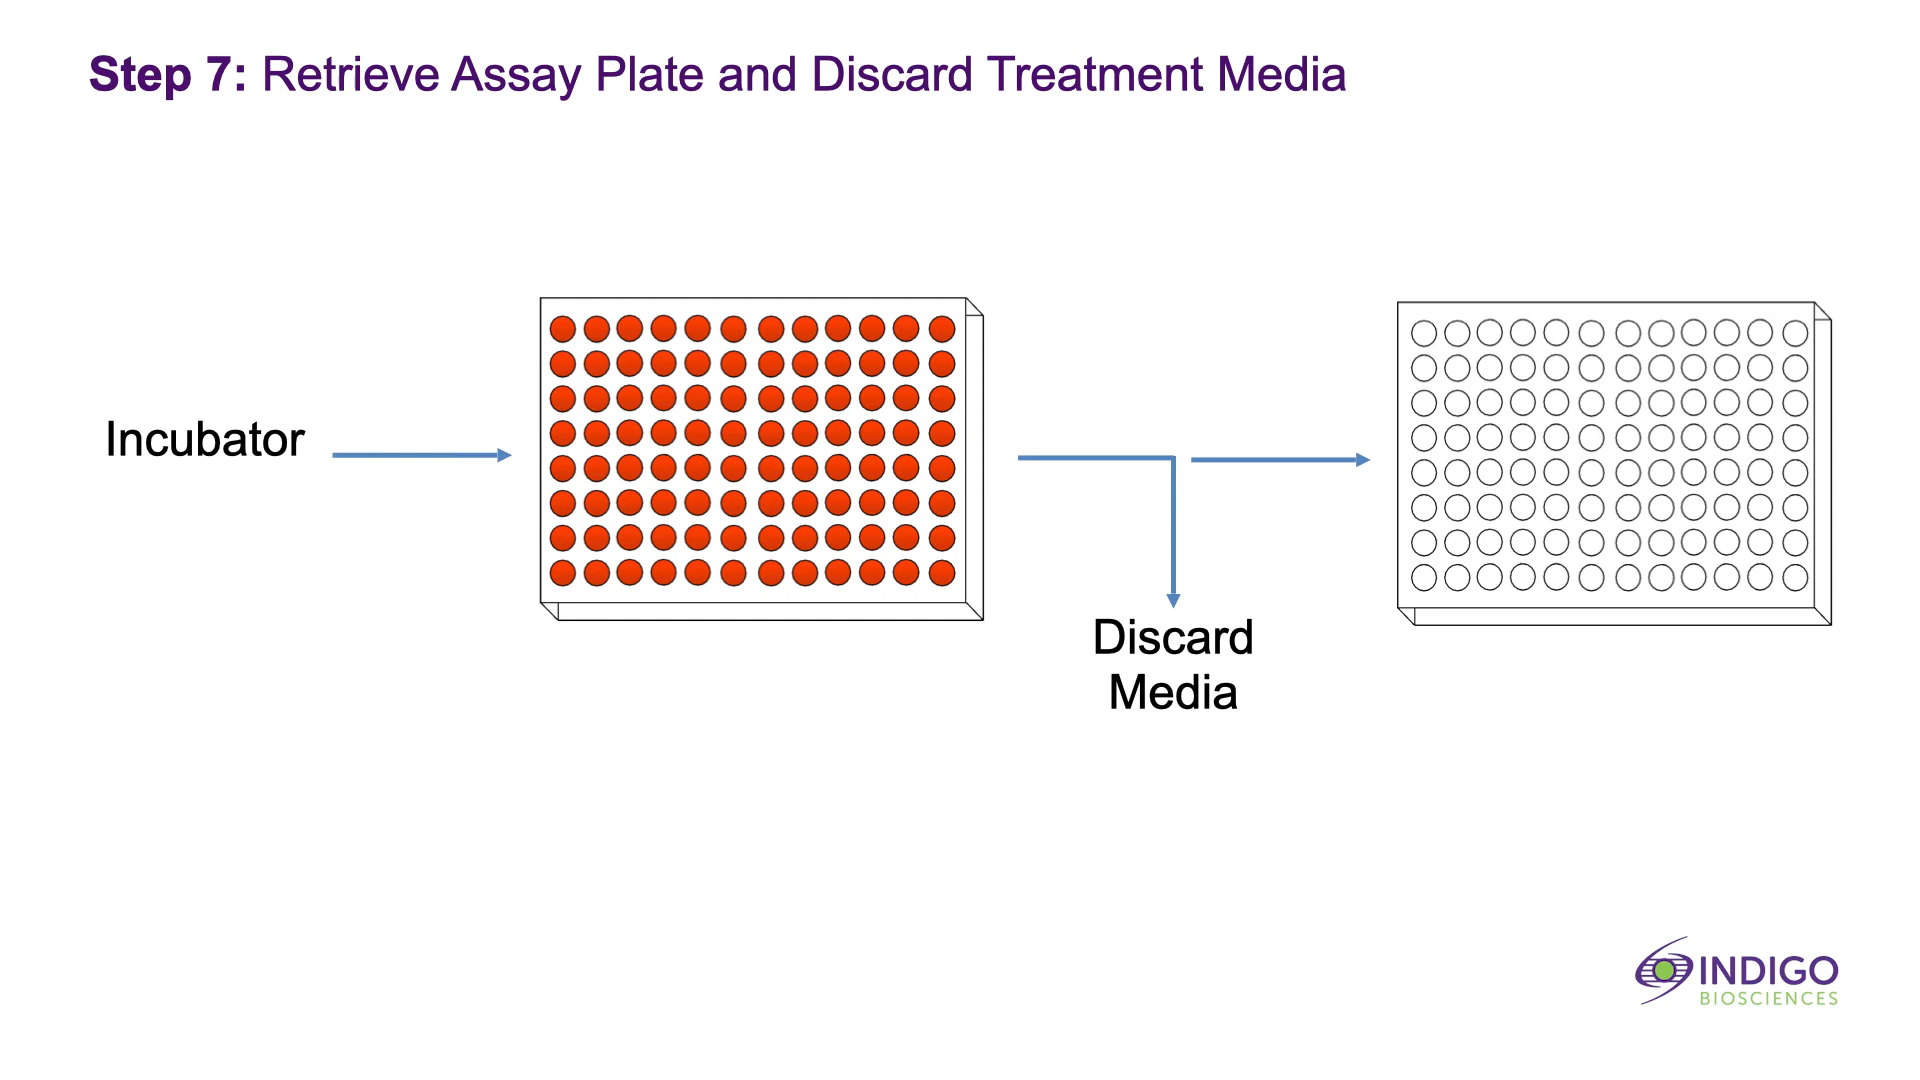 Step 7: Retrieve Assay Plate and Discard Treatment Media
Incubator
Discard
Media
INDIGO
BIOSCIENCES